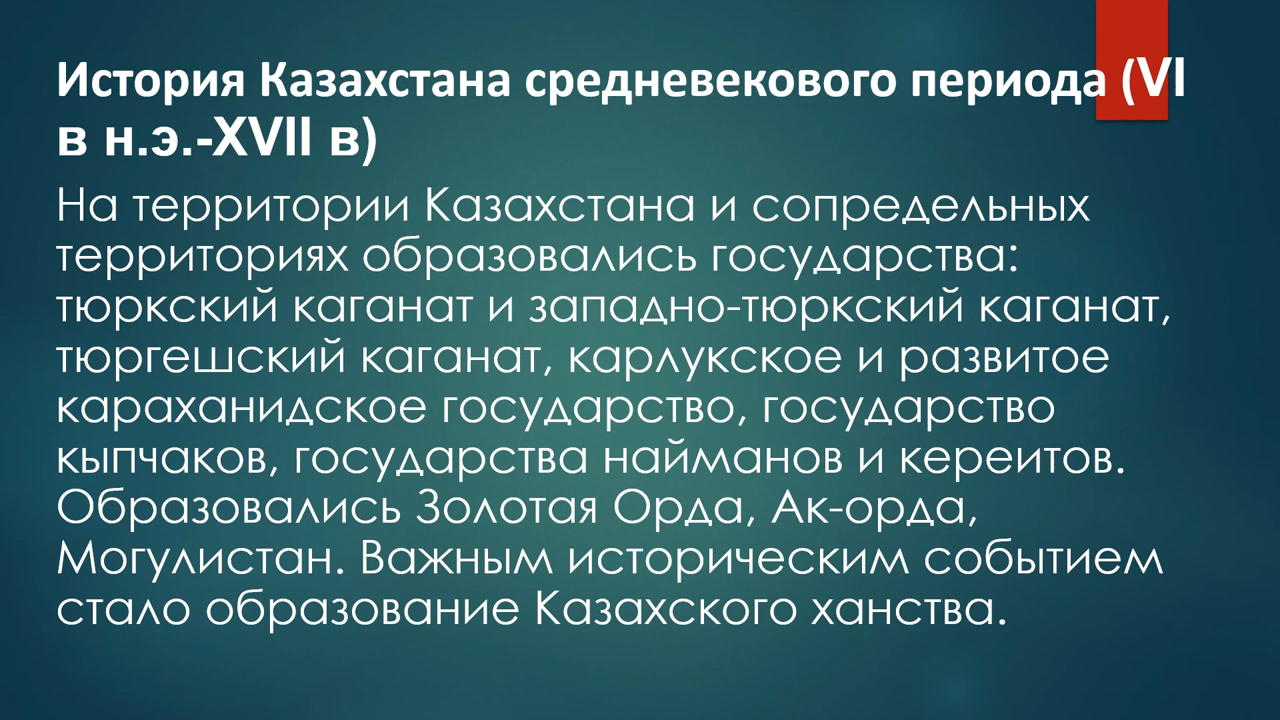 История Казахстана средневекового периода (VI
в н.э.-XVII в)
На территории Казахстана и сопредельных
территориях образовались государства:
тюркский каганат и западно-тюркский каганат,
тюргешский каганат, карлукское и развитое
караханидское государство, государство
кыпчаков, государства найманов и кереитов.
Образовались Золотая Орда, Ак-орда,
Могулистан. Важным историческим событием
стало образование Казахского ханства.